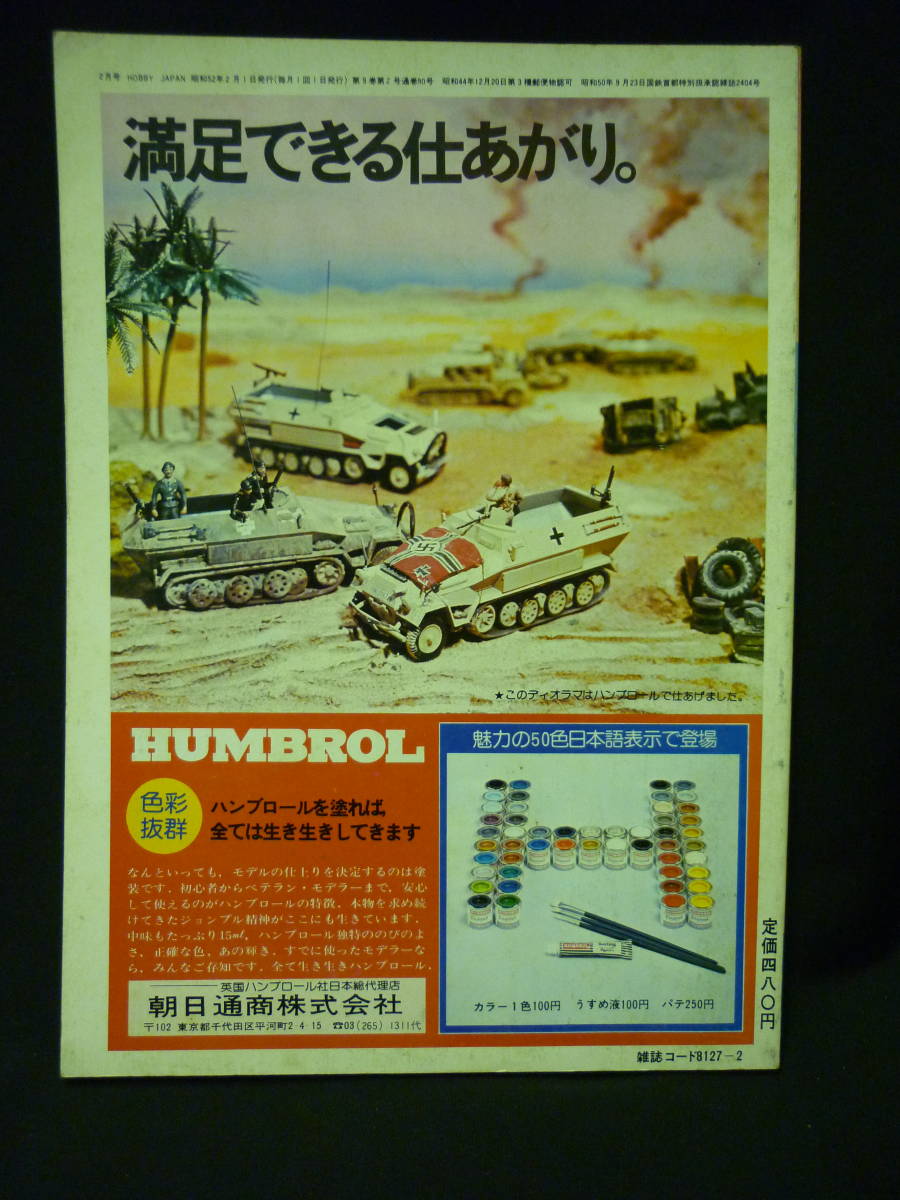 2月号 HOBBY JAPAN 昭和52年2月1日発行(毎月1回1日発行) 第9巻第2号通巻90号 昭和44年12月20日第3種郵便物認可 昭和50年9月23日国鉄首都特別扱承認雑誌2404号
満足できる仕あがり。
★このディオラマはハンブロールで仕あげました。
HUMBROL
色彩
抜群
ハンブロールを塗れば,
全ては生き生きしてきます
なんといっても, モデルの仕上りを決定するのは塗
装です. 初心者からベテラン・モデラーまで, 安心
して使えるのがハンブロールの特徴. 本物を求め続
けてきたジョンブル精神がここにも生きています.
中味もたっぷり15㎖, ハンブロール独特ののびのよ
さ, 正確な色, あの輝き. すでに使ったモデラーな
ら, みんなご存知です. 全て生き生きハンブロール.
英国ハンブロール社日本総代理店
朝日通商株式会社
〒102 東京都千代田区平河町2-4-15 ☎03(265)1311代
魅力の50色日本語表示で登場
HUMBROL
カラー1色100円 うすめ液100円 パテ250円
定価四八〇円
雑誌コード8127-2